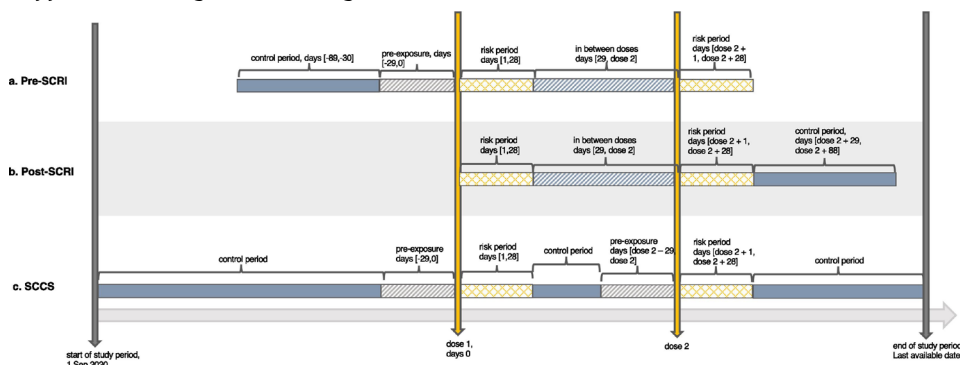 control period, days [-89,-30]
pre-exposure, days
[-29,0]
risk period
days [1,28]
in between doses
days [29, dose 2]
risk period
days [dose 2 +
1, dose 2 + 28]
a. Pre-SCRI
risk period
days [1,28]
in between doses
days [29, dose 2]
risk period
days [dose 2 + 1,
dose 2 + 28]
control period,
days [dose 2 + 29,
dose 2 + 88]
b. Post-SCRI
control period
pre-exposure
days [-29,0]
risk period
days [1,28]
control period
pre-exposure
days [dose 2 – 29,
dose 2]
risk period
days [dose 2 + 1,
dose 2 + 28]
control period
c. SCCS
start of study period,
1 Sep 2020
dose 1,
days 0
dose 2
end of study period
Last available date